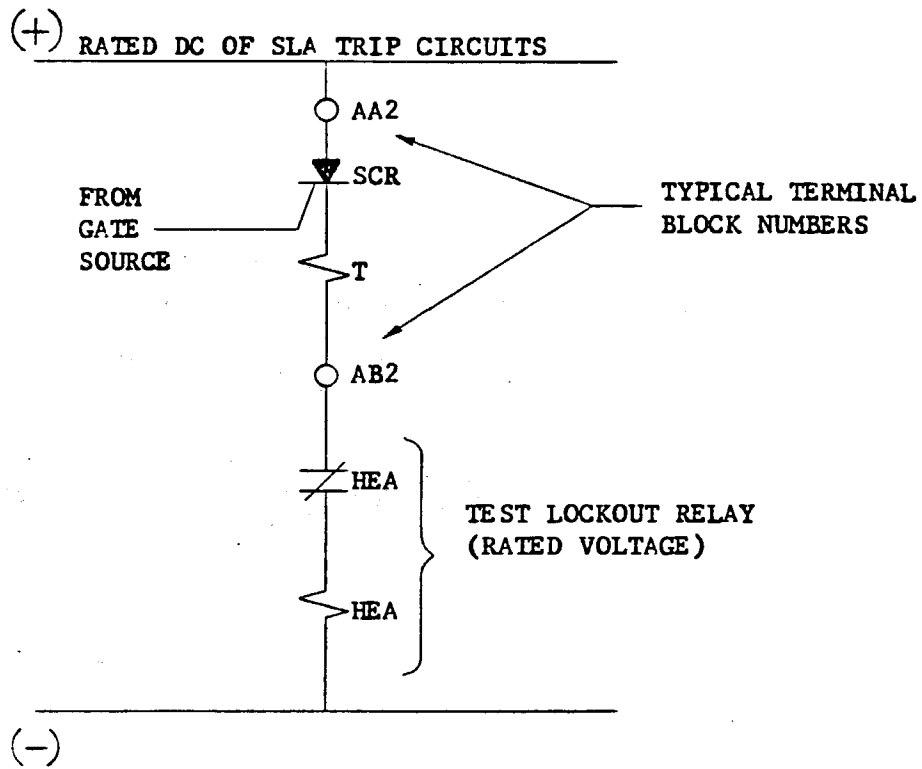 (+) RATED DC OF SLA TRIP CIRCUITS
AA2
SCR
FROM
GATE
SOURCE
TYPICAL TERMINAL
BLOCK NUMBERS
T
AB2
HEA
TEST LOCKOUT RELAY
(RATED VOLTAGE)
HEA
(-)